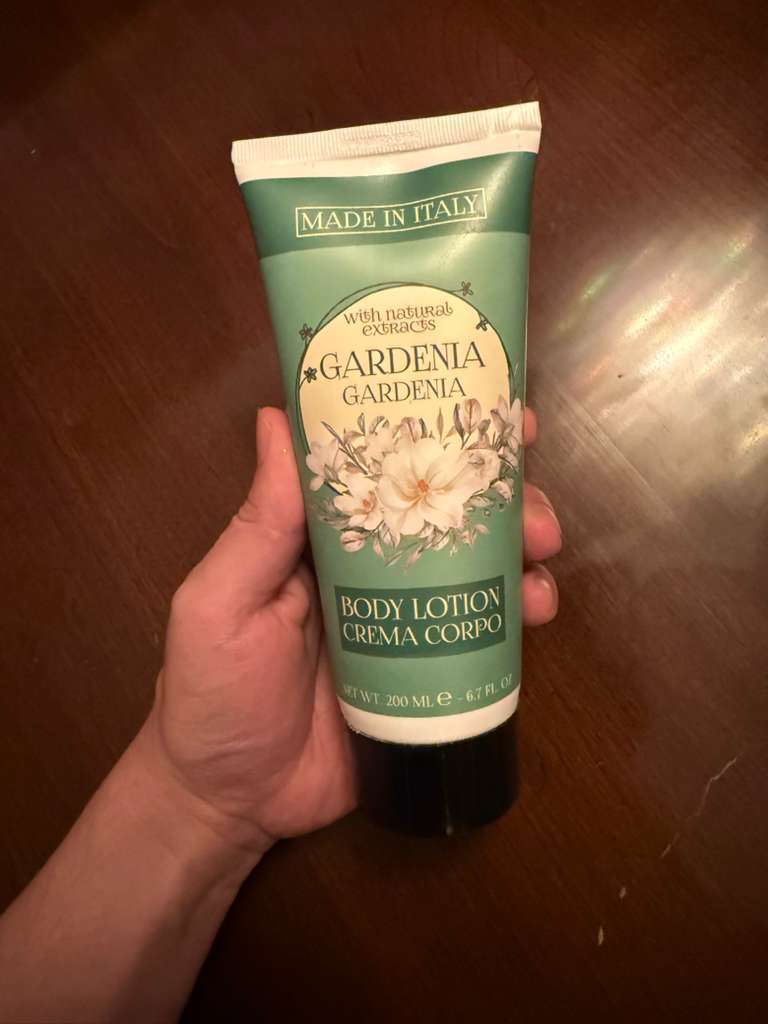 MADE IN ITALY
with natural
extracts
GARDENIA
GARDENIA
BODY LOTION
CREMA CORPO
NET WT. 200 ML e - 6.7 FL. OZ